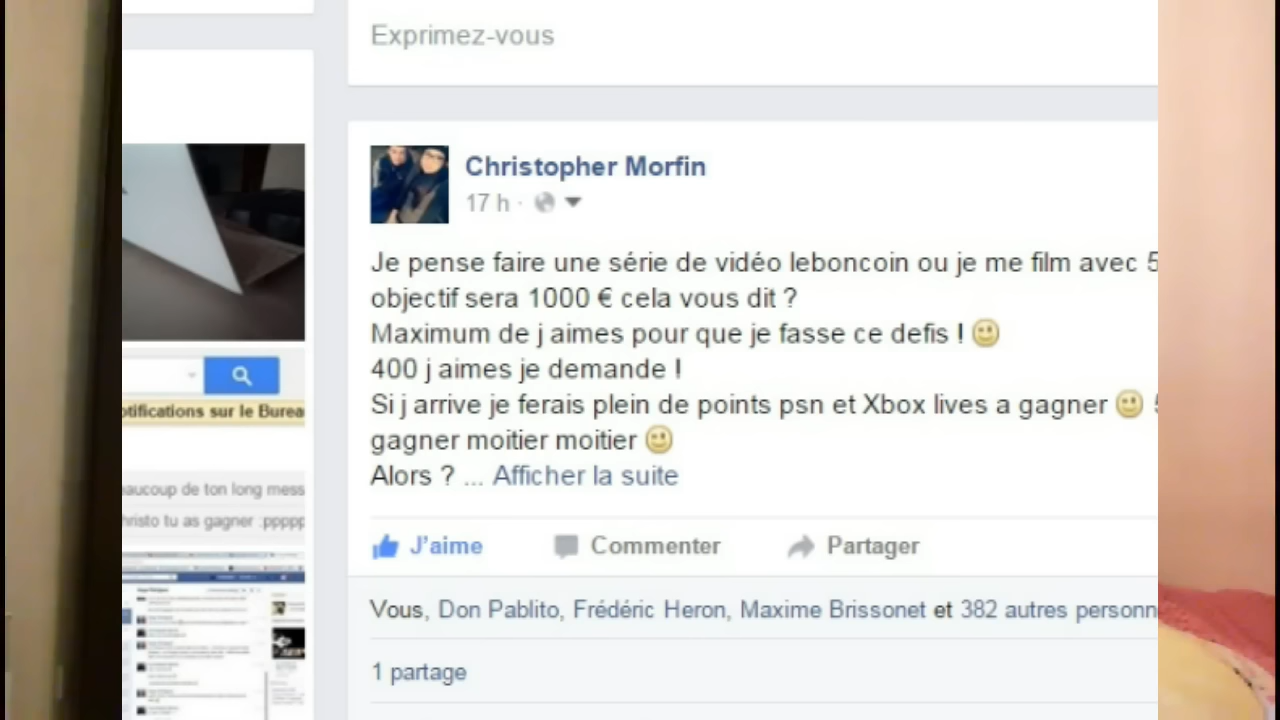 Exprimez-vous
Christopher Morfin
17 h ·
Je pense faire une série de vidéo leboncoin ou je me film avec 5
objectif sera 1000 € cela vous dit ?
Maximum de j aimes pour que je fasse ce defis ! 🙂
400 j aimes je demande !
Si j arrive je ferais plein de points psn et Xbox lives a gagner 🙂 5
gagner moitier moitier 🙂
Alors ? ... Afficher la suite
J'aime Commenter Partager
Vous, Don Pablito, Frédéric Heron, Maxime Brissonet et 382 autres personn
1 partage
otifications sur le Burea
aucoup de ton long mess
hristo tu as gagner .ppppp